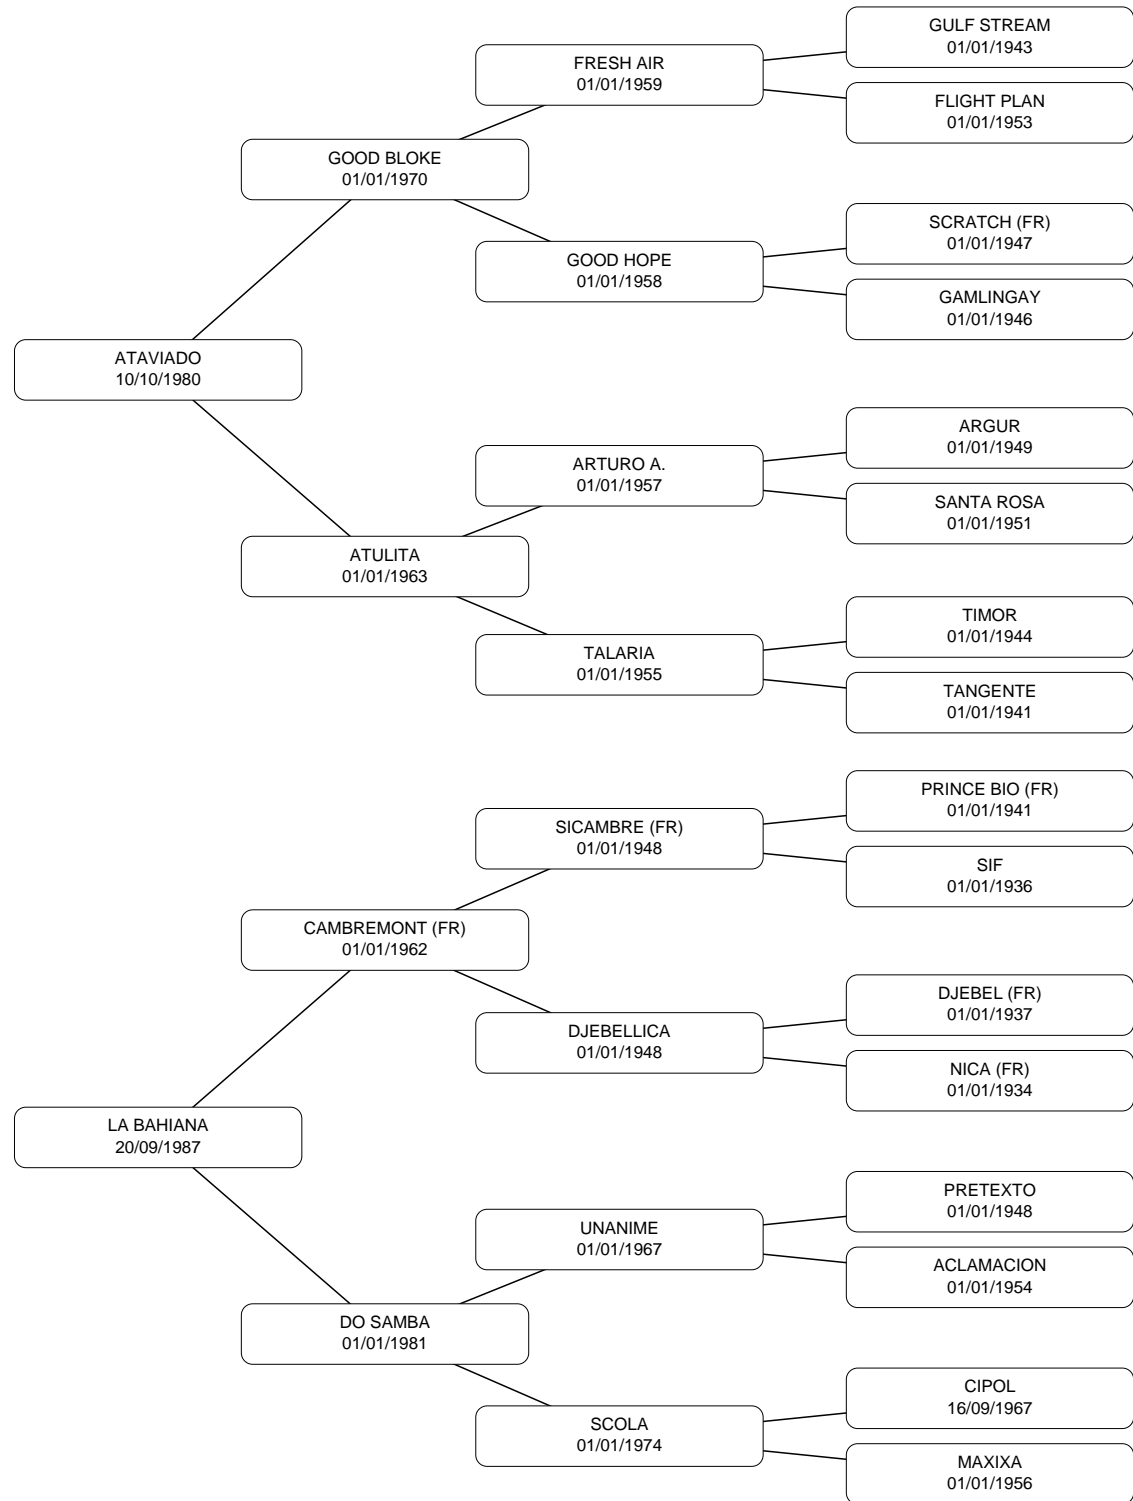 GULF STREAM
01/01/1943
FRESH AIR
01/01/1959
FLIGHT PLAN
01/01/1953
GOOD BLOKE
01/01/1970
SCRATCH (FR)
01/01/1947
GOOD HOPE
01/01/1958
GAMLINGAY
01/01/1946
ATAVIADO
10/10/1980
ARGUR
01/01/1949
ARTURO A.
01/01/1957
SANTA ROSA
01/01/1951
ATULITA
01/01/1963
TIMOR
01/01/1944
TALARIA
01/01/1955
TANGENTE
01/01/1941
PRINCE BIO (FR)
01/01/1941
SICAMBRE (FR)
01/01/1948
SIF
01/01/1936
CAMBREMONT (FR)
01/01/1962
DJEBEL (FR)
01/01/1937
DJEBELLICA
01/01/1948
NICA (FR)
01/01/1934
LA BAHIANA
20/09/1987
PRETEXTO
01/01/1948
UNANIME
01/01/1967
ACLAMACION
01/01/1954
DO SAMBA
01/01/1981
CIPOL
16/09/1967
SCOLA
01/01/1974
MAXIXA
01/01/1956